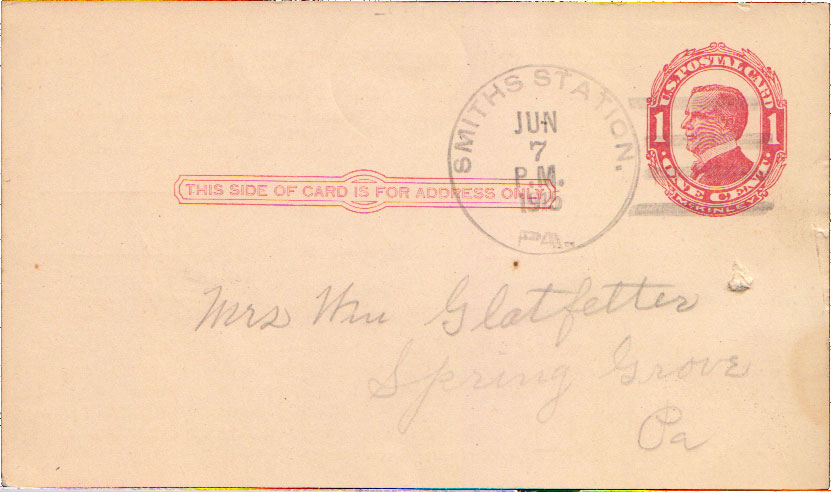 U.S. POSTAL CARD
1 1
· ONE CENT ·
McKINLEY
SMITHS STATION.
JUN
7
P.M.
PA.
THIS SIDE OF CARD IS FOR ADDRESS ONLY
Mrs Wm Glatfelter
Spring Grove
Pa